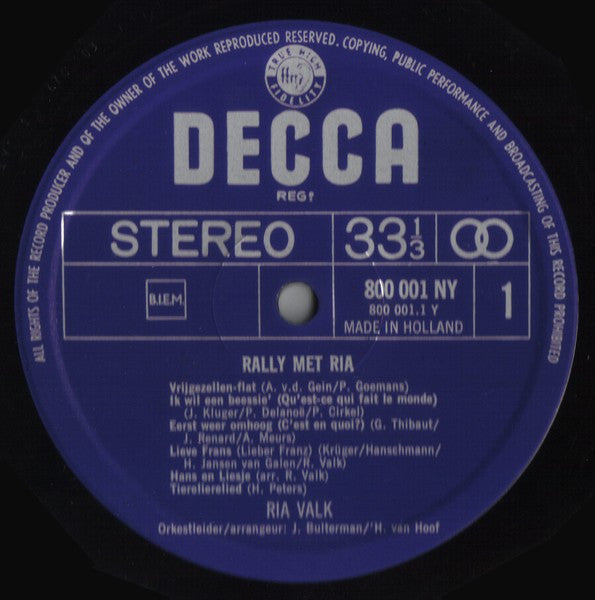 ALL RIGHTS OF THE RECORD PRODUCER AND OF THE OWNER OF THE WORK REPRODUCED RESERVED. COPYING, PUBLIC PERFORMANCE AND BROADCASTING OF THIS RECORD PROHIBITED
TRUE HIGH
ffrr
FIDELITY
DECCA
REGD
STEREO 33 1/3
B.I.E.M. 800 001 NY 1
800 001.1 Y
MADE IN HOLLAND
RALLY MET RIA
Vrijgezellen-flat (A. v.d. Gein/P. Goemans)
Ik wil een beessie' (Qu'est-ce qui fait le monde)
(J. Kluger/P. Delanoë/P. Cirkel)
Eerst weer omhoog (C'est en quoi?) (G. Thibaut/
J. Renard/A. Meurs)
Lieve Frans (Lieber Franz) (Krüger/Hanschmann/
H. Jansen van Galen/R. Valk)
Hans en Liesje (arr. R. Valk)
Tierelierelied (H. Peters)
RIA VALK
Orkestleider/arrangeur: J. Bulterman/'H. van Hoof